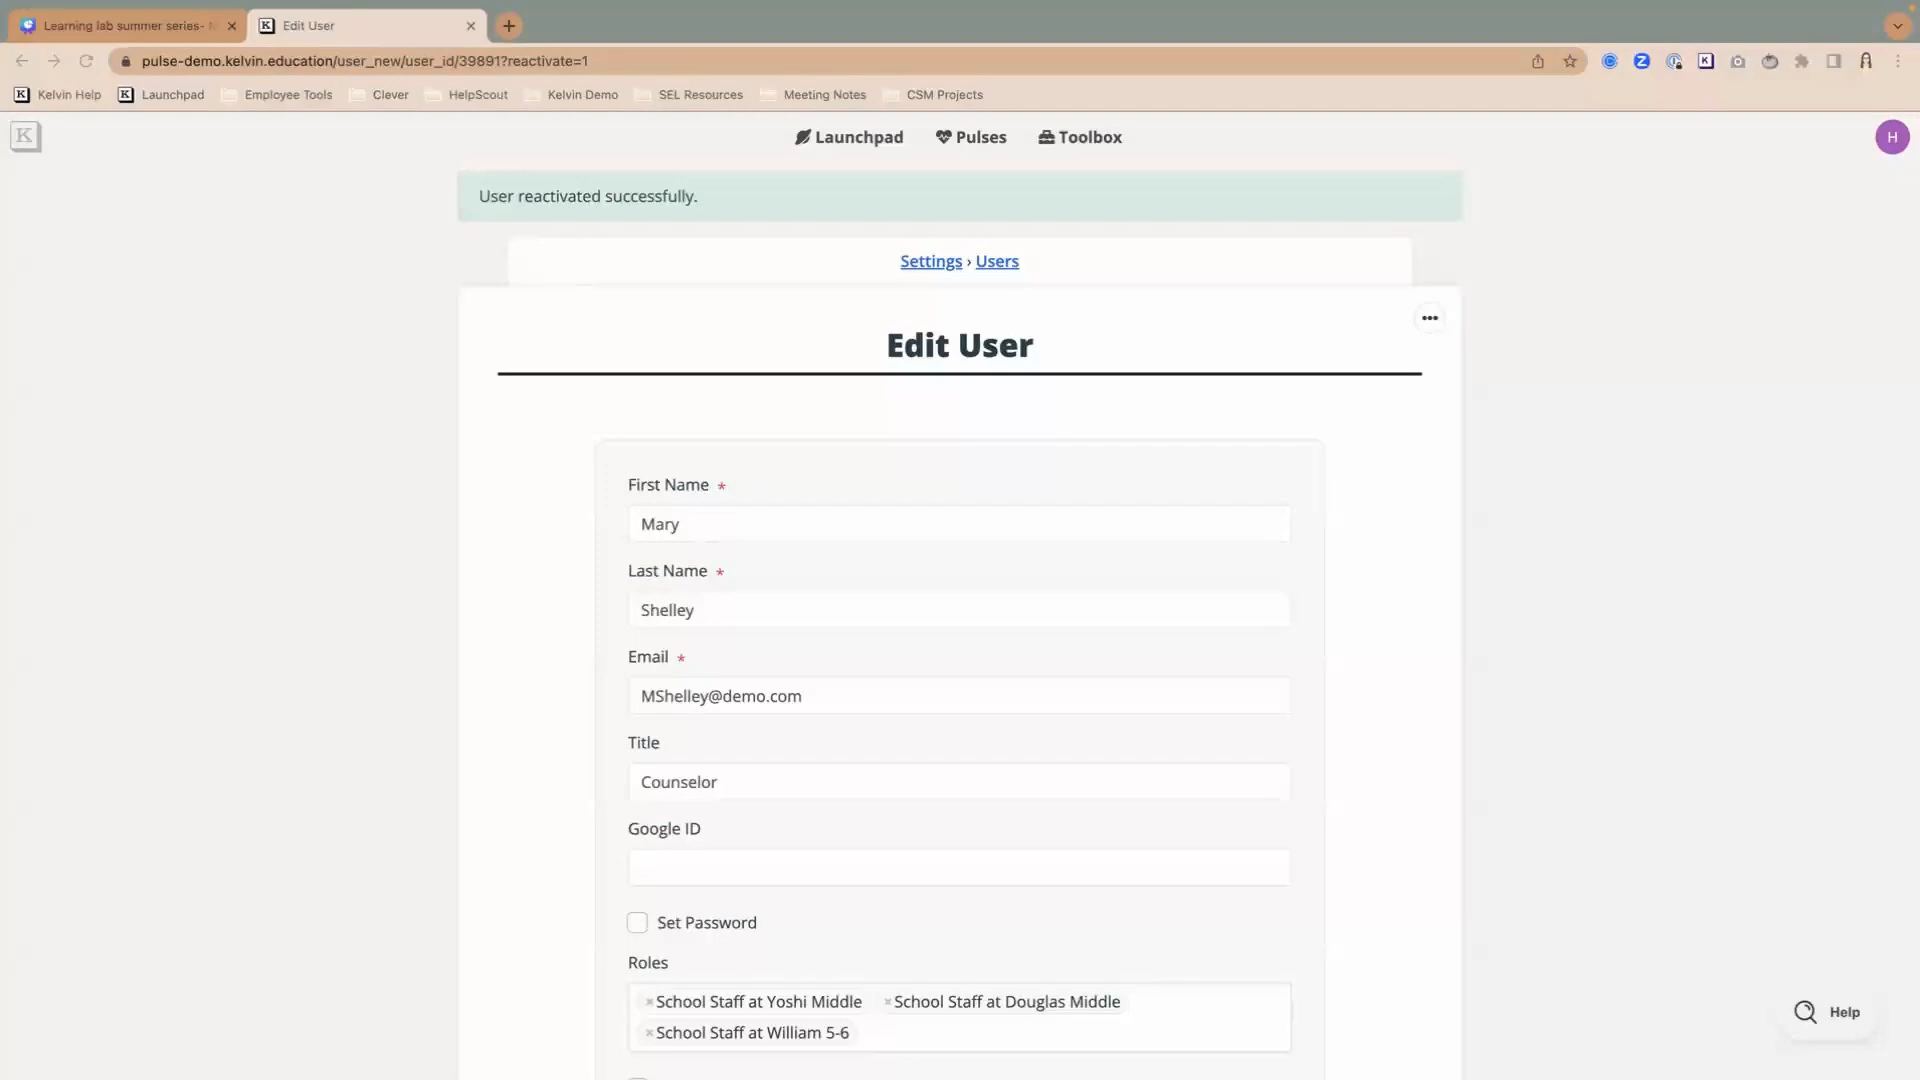 Learning lab summer series-
K Edit User
pulse-demo.kelvin.education/user_new/user_id/39891?reactivate=1
K Kelvin Help K Launchpad Employee Tools Clever HelpScout Kelvin Demo SEL Resources Meeting Notes CSM Projects
K Launchpad Pulses Toolbox H
User reactivated successfully.
Settings › Users
•••
Edit User
First Name *
Mary
Last Name *
Shelley
Email *
MShelley@demo.com
Title
Counselor
Google ID
Set Password
Roles
×School Staff at Yoshi Middle ×School Staff at Douglas Middle
×School Staff at William 5-6
Help